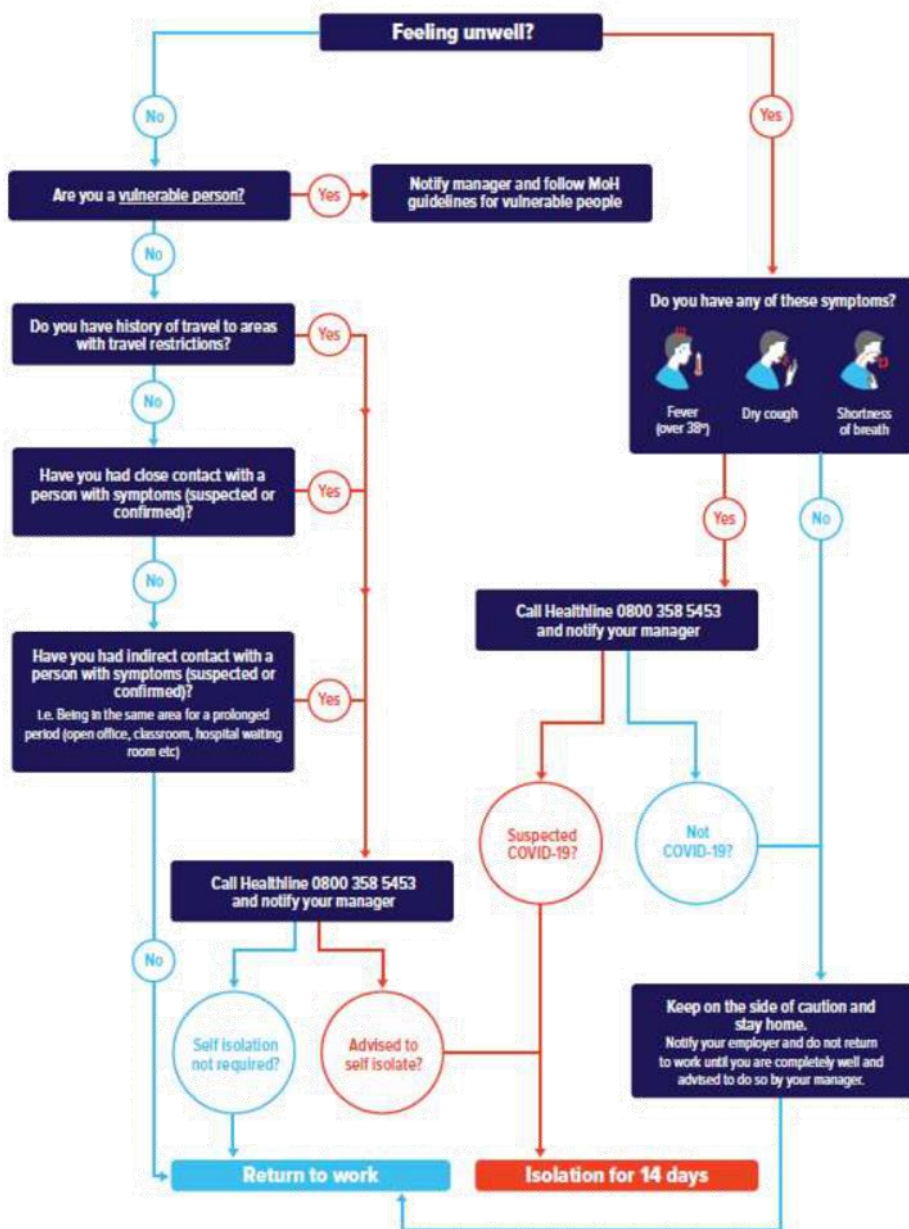 Feeling unwell?
No
Yes
Are you a vulnerable person?
Yes
Notify manager and follow MoH
guidelines for vulnerable people
No
Do you have history of travel to areas
with travel restrictions?
Yes
Do you have any of these symptoms?
Fever
(over 38º)
Dry cough
Shortness
of breath
No
Have you had close contact with a
person with symptoms (suspected or
confirmed)?
Yes
Yes
No
No
Call Healthline 0800 358 5453
and notify your manager
Have you had indirect contact with a
person with symptoms (suspected or
confirmed)?
i.e. Being in the same area for a prolonged
period (open office, classroom, hospital waiting
room etc)
Yes
Suspected
COVID-19?
Not
COVID-19?
Call Healthline 0800 358 5453
and notify your manager
No
Self isolation
not required?
Advised to
self isolate?
Keep on the side of caution and
stay home.
Notify your employer and do not return
to work until you are completely well and
advised to do so by your manager.
Return to work
Isolation for 14 days